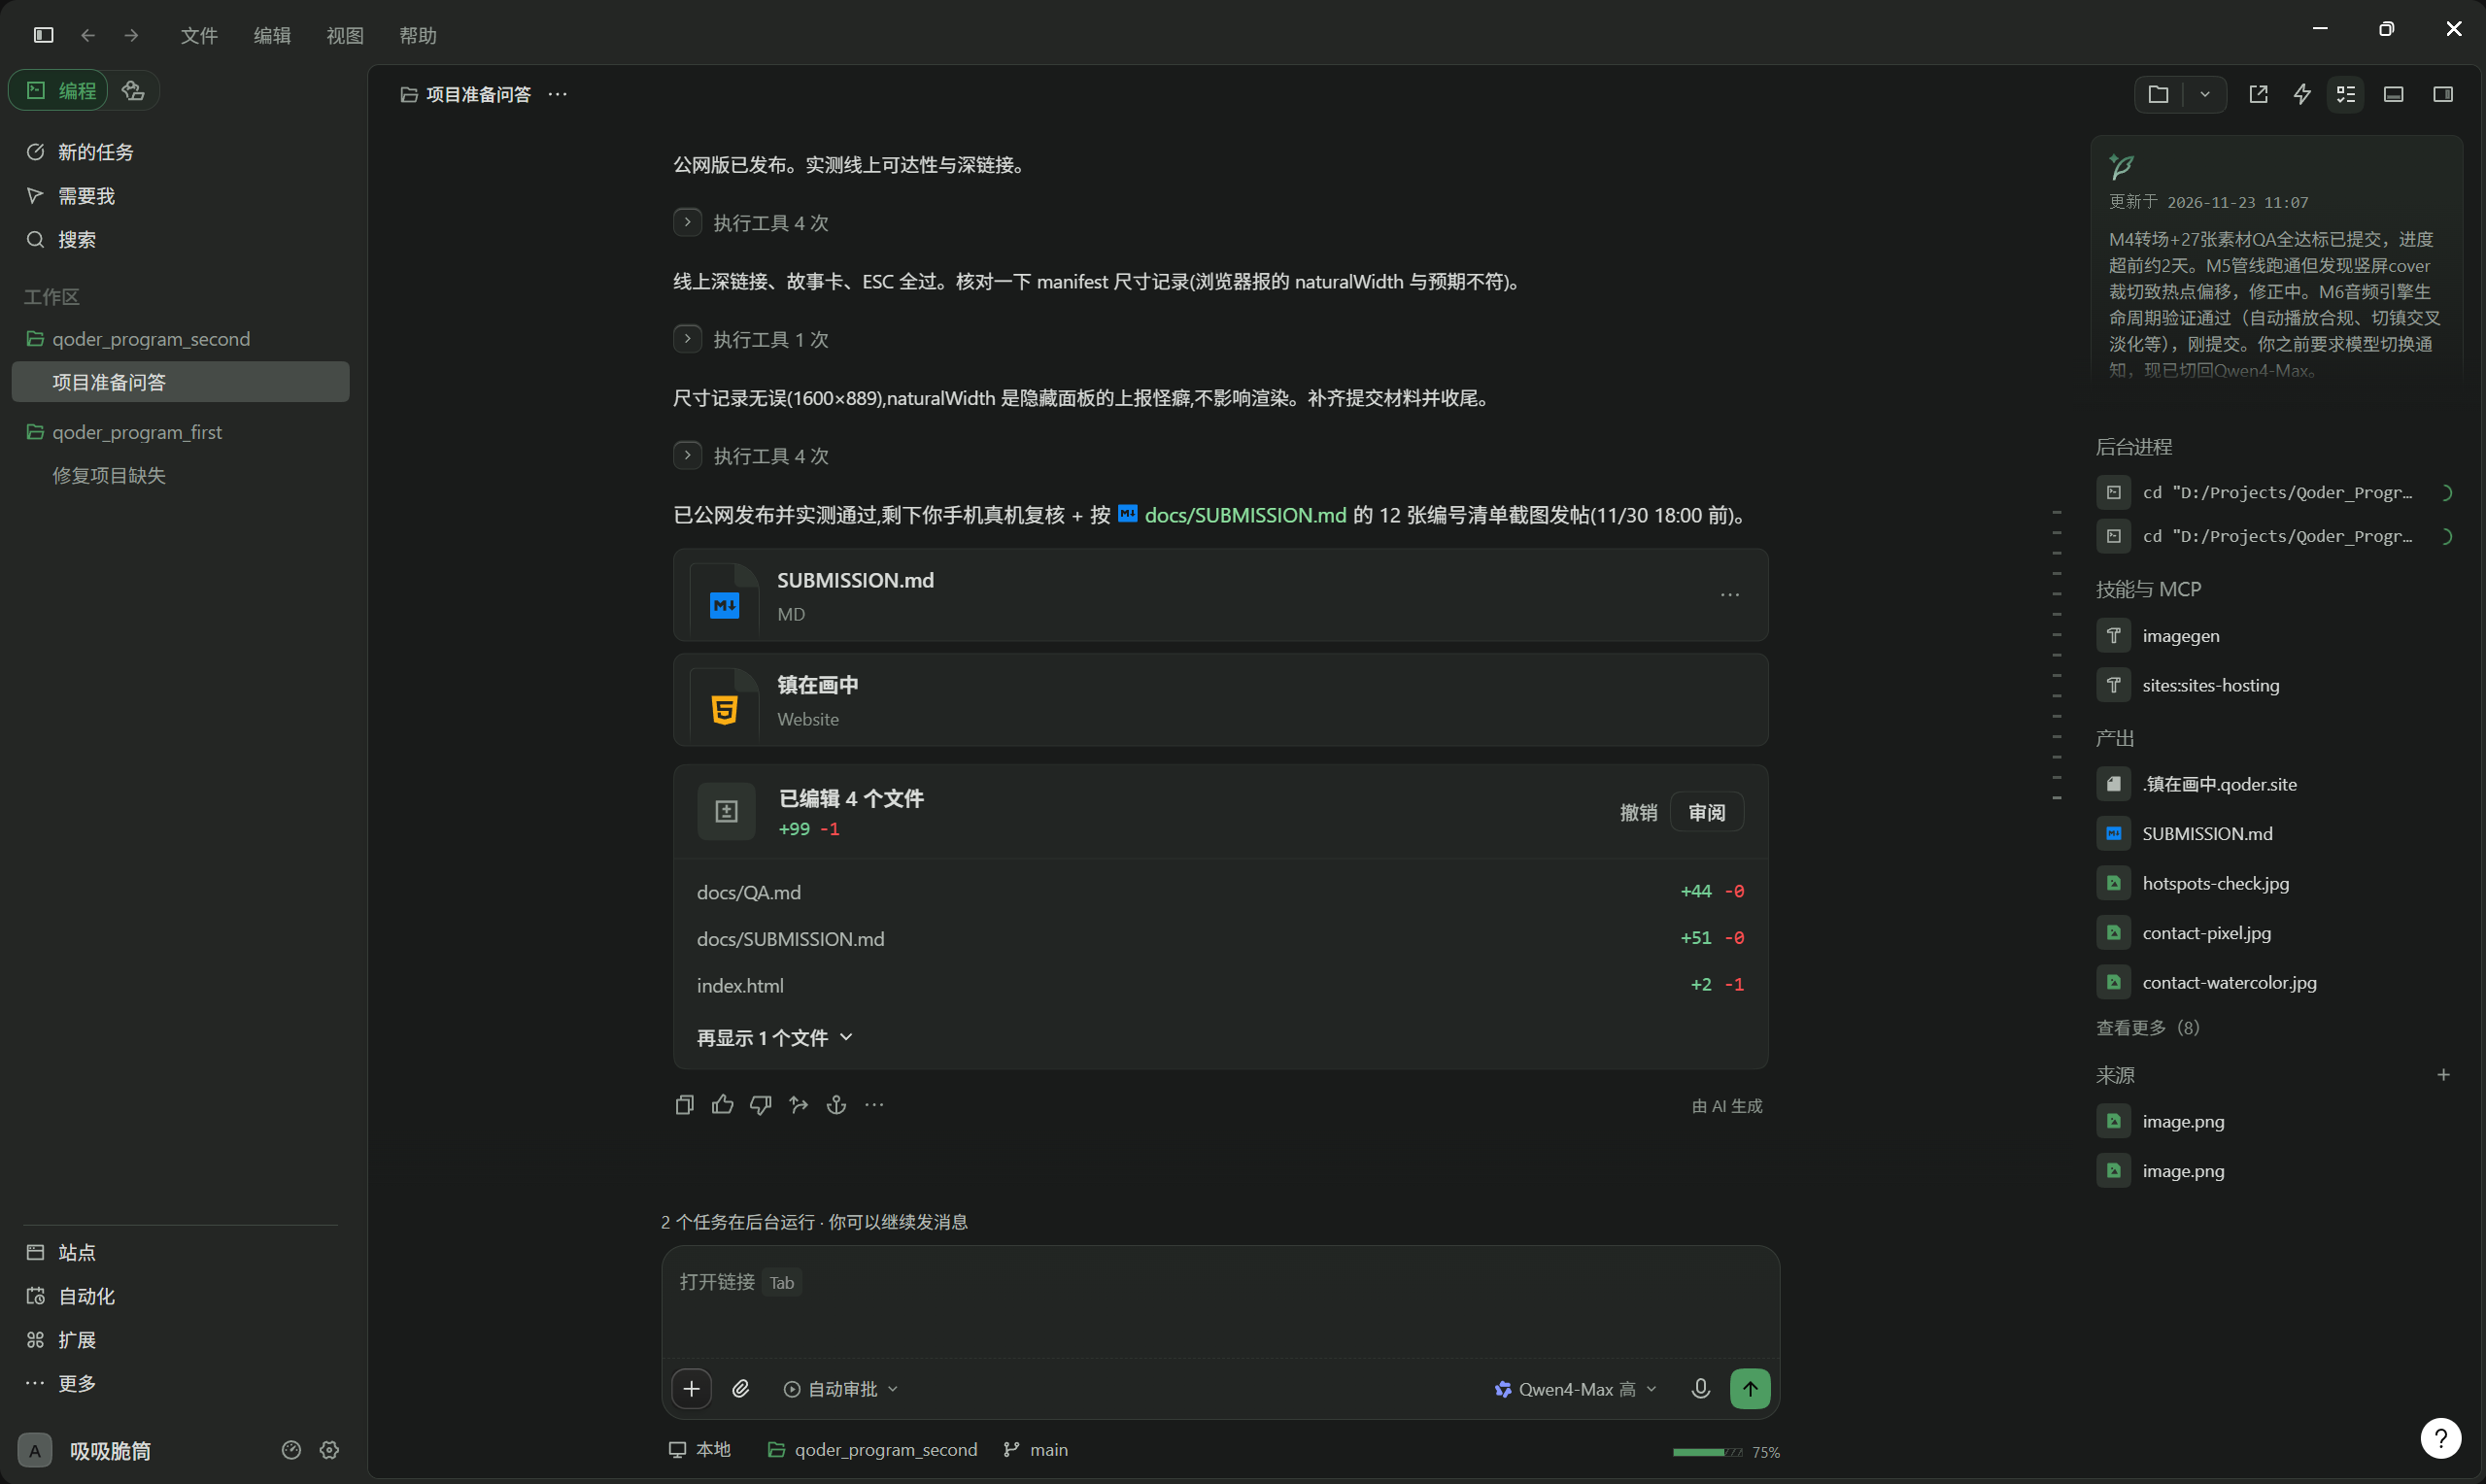 文件 编辑 视图 帮助
编程
新的任务
需要我
搜索
工作区
qoder_program_second
项目准备问答
qoder_program_first
修复项目缺失
站点
自动化
扩展
更多
A 吸吸脆筒
项目准备问答 ···
公网版已发布。实测线上可达性与深链接。
执行工具 4 次
线上深链接、故事卡、ESC 全过。核对一下 manifest 尺寸记录(浏览器报的 naturalWidth 与预期不符)。
执行工具 1 次
尺寸记录无误(1600×889),naturalWidth 是隐藏面板的上报怪癖,不影响渲染。补齐提交材料并收尾。
执行工具 4 次
已公网发布并实测通过,剩下你手机真机复核 + 按 M↓ docs/SUBMISSION.md 的 12 张编号清单截图发帖(11/30 18:00 前)。
SUBMISSION.md
M↓
MD
镇在画中
5
Website
已编辑 4 个文件
+99 -1
撤销 审阅
docs/QA.md +44 -0
docs/SUBMISSION.md +51 -0
index.html +2 -1
再显示 1 个文件
由 AI 生成
2 个任务在后台运行 · 你可以继续发消息
打开链接 Tab
自动审批
Qwen4-Max 高
本地 qoder_program_second main
75%
更新于 2026-11-23 11:07
M4转场+27张素材QA全达标已提交，进度
超前约2天。M5管线跑通但发现竖屏cover
裁切致热点偏移，修正中。M6音频引擎生
命周期验证通过（自动播放合规、切镇交叉
淡化等），刚提交。你之前要求模型切换通
知，现已切回Qwen4-Max。
后台进程
cd "D:/Projects/Qoder_Progr...
cd "D:/Projects/Qoder_Progr...
技能与 MCP
imagegen
sites:sites-hosting
产出
.镇在画中.qoder.site
SUBMISSION.md
hotspots-check.jpg
contact-pixel.jpg
contact-watercolor.jpg
查看更多（8）
来源 +
image.png
image.png
?